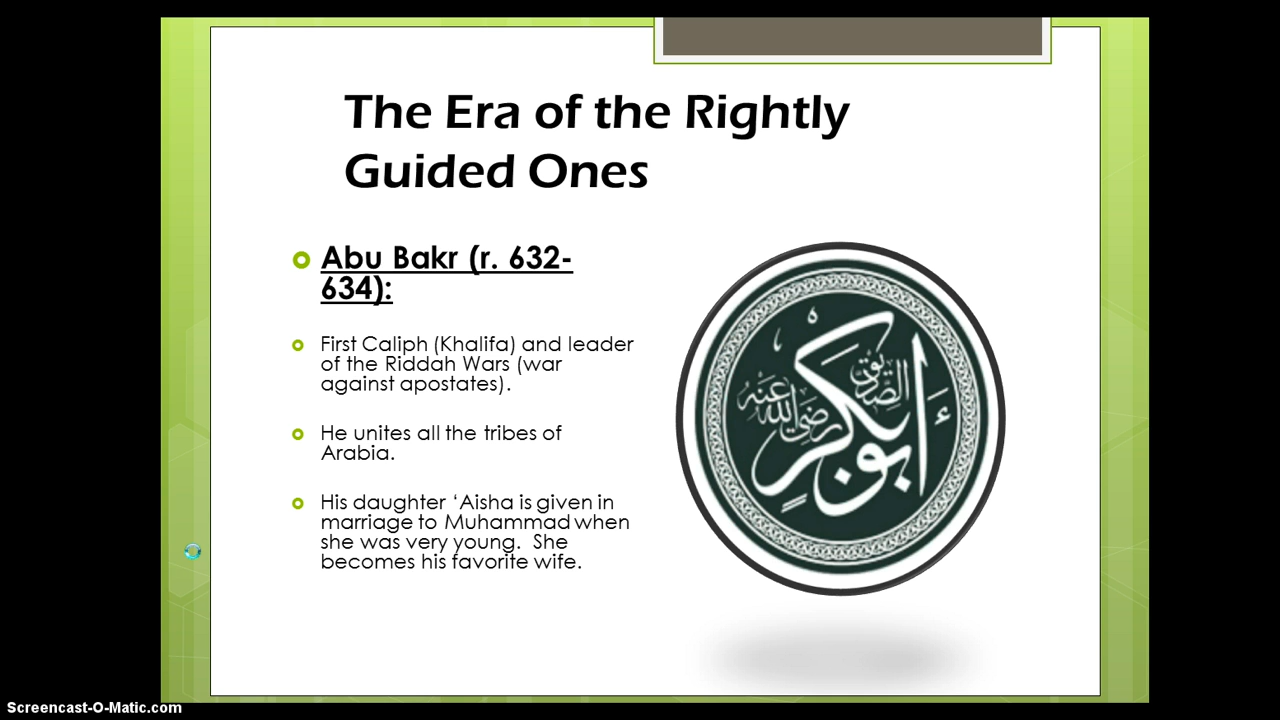 The Era of the Rightly
Guided Ones
Abu Bakr (r. 632-
634):
First Caliph (Khalifa) and leader
of the Riddah Wars (war
against apostates).
He unites all the tribes of
Arabia.
His daughter ‘Aisha is given in
marriage to Muhammad when
she was very young.  She
becomes his favorite wife.
أبو بكر
الصديق
رضي الله عنه
Screencast-O-Matic.com